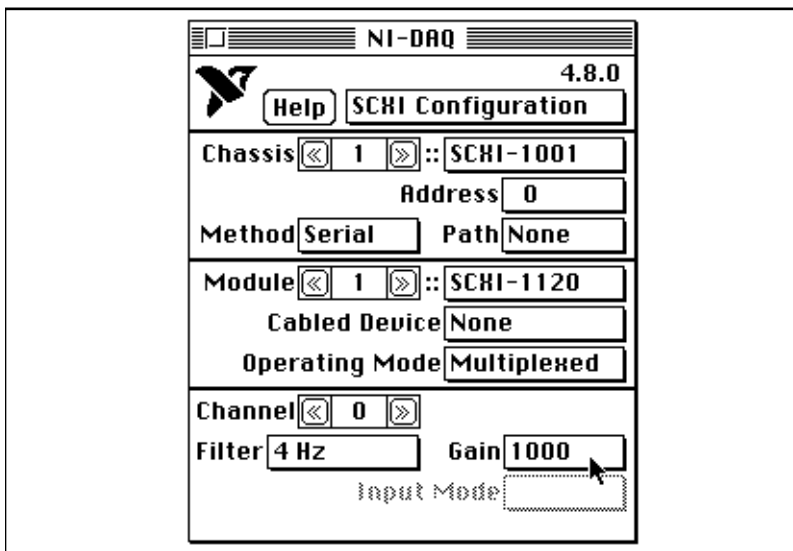 NI-DAQ
4.8.0
Help SCXI Configuration
Chassis 1 :: SCXI-1001
Address 0
Method Serial Path None
Module 1 :: SCXI-1120
Cabled Device None
Operating Mode Multiplexed
Channel 0
Filter 4 Hz Gain 1000
Input Mode